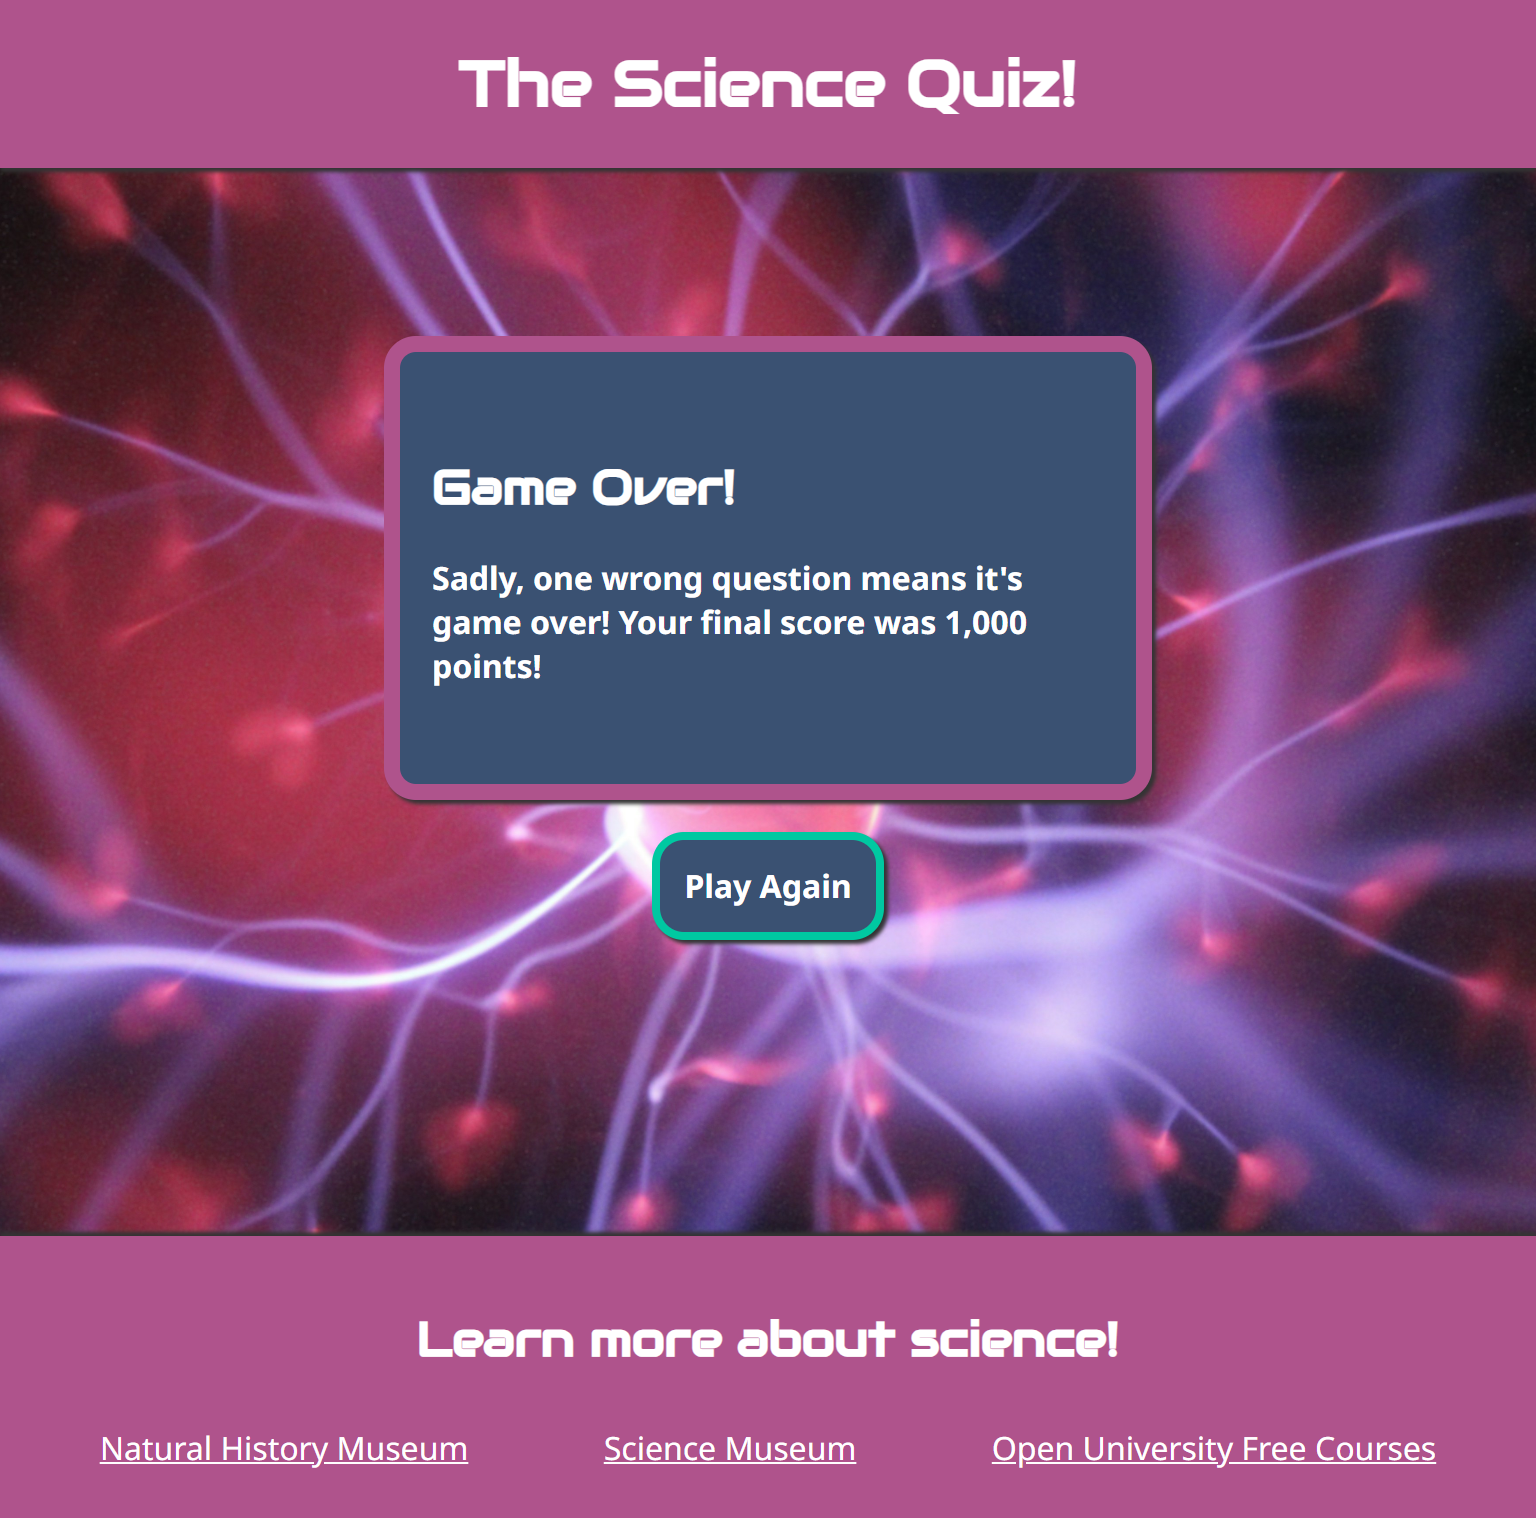 The Science Quiz!
Game Over!
Sadly, one wrong question means it's
game over! Your final score was 1,000
points!
Play Again
Learn more about science!
Natural History Museum
Science Museum
Open University Free Courses